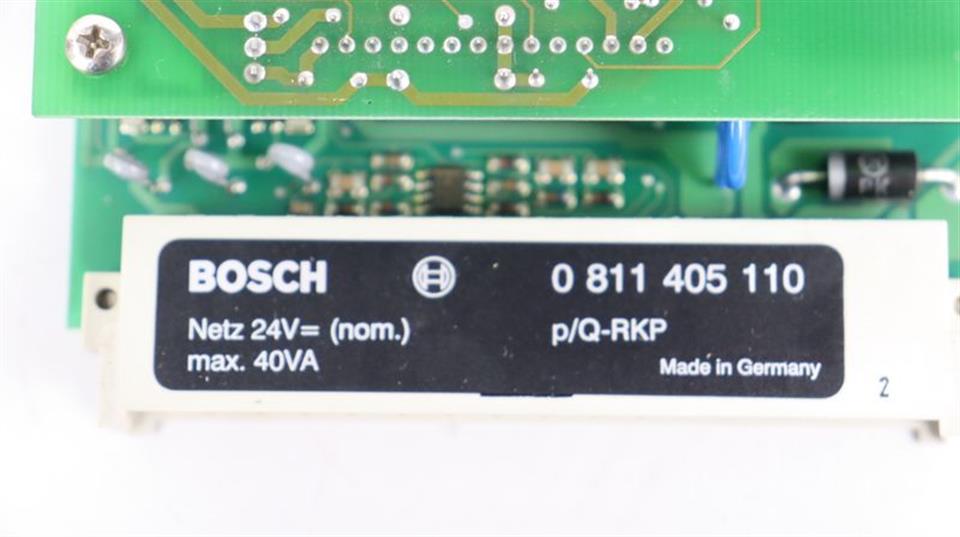 BOSCH 0 811 405 110
Netz 24V= (nom.) p/Q-RKP
max. 40VA Made in Germany
2